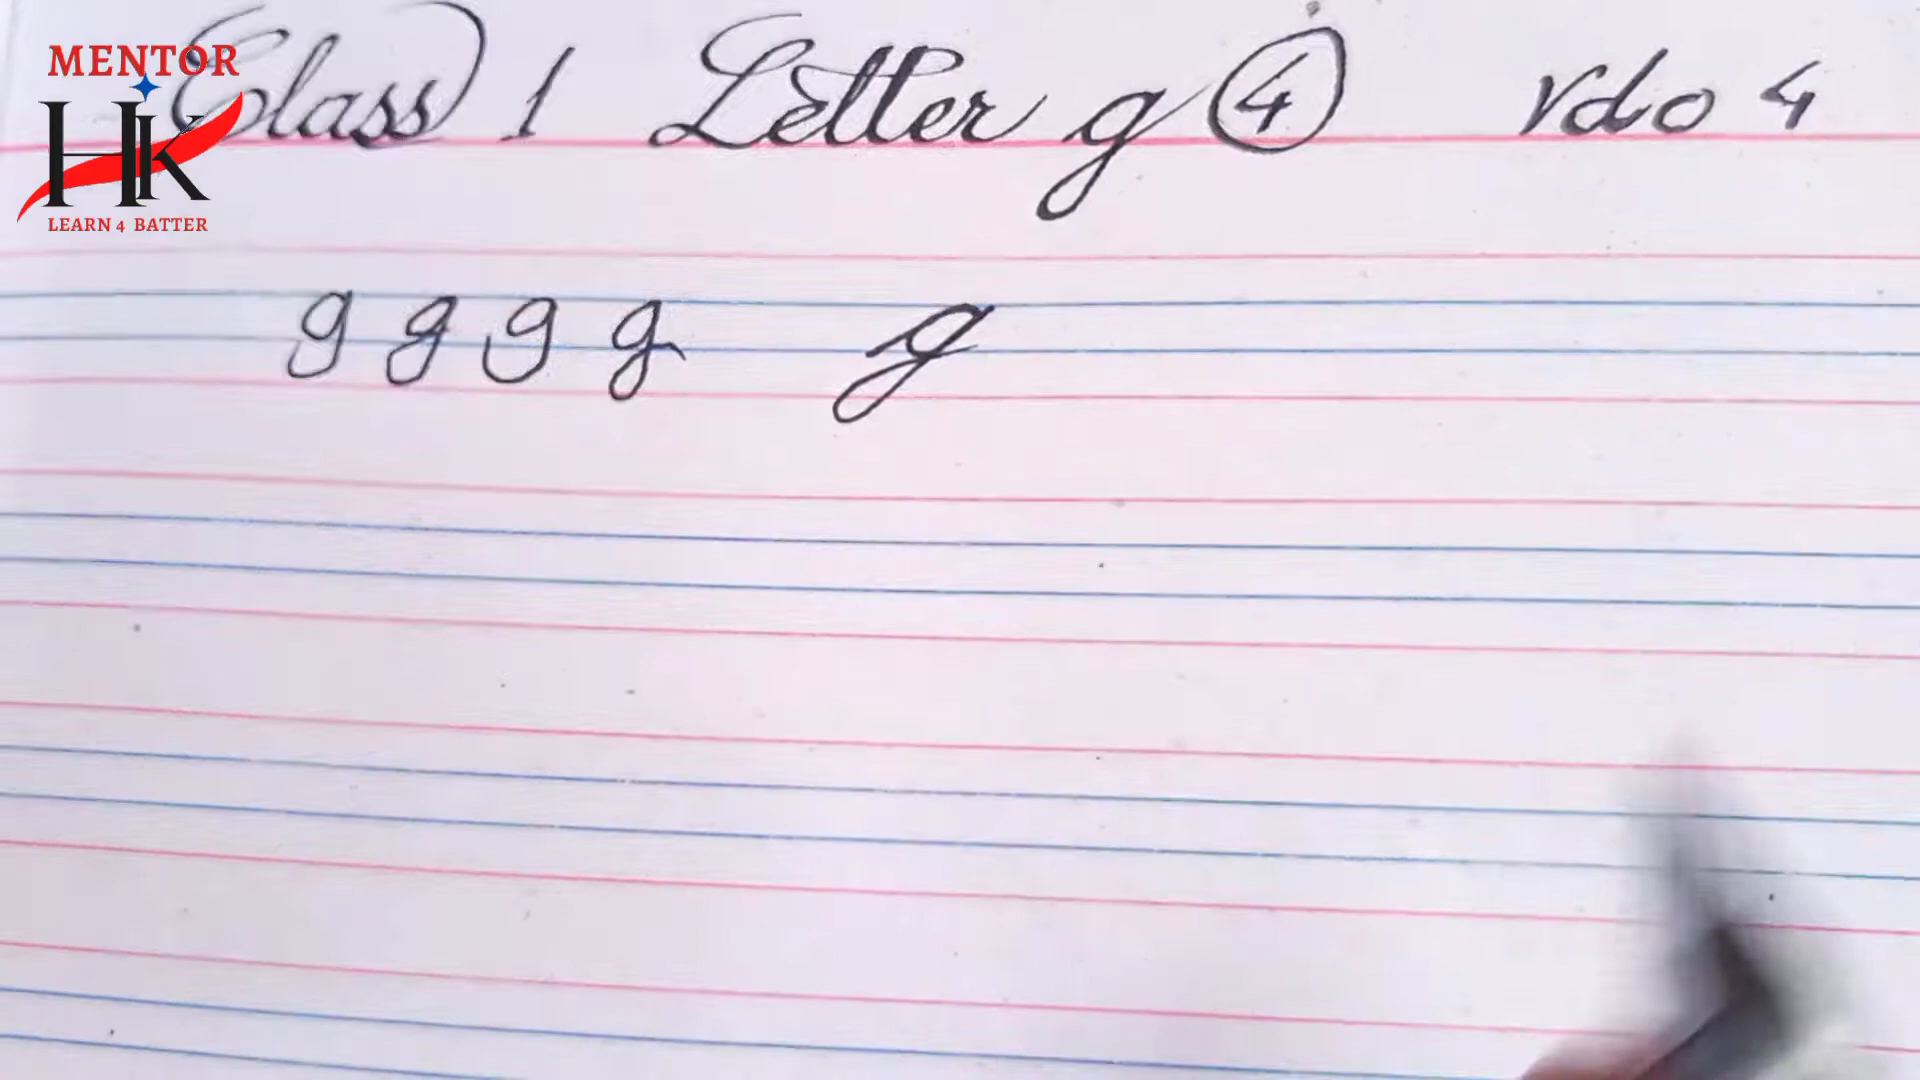 MENTOR
HK
LEARN 4 BATTER
Class 1 Letter g 4 vdo 4
g g g g g